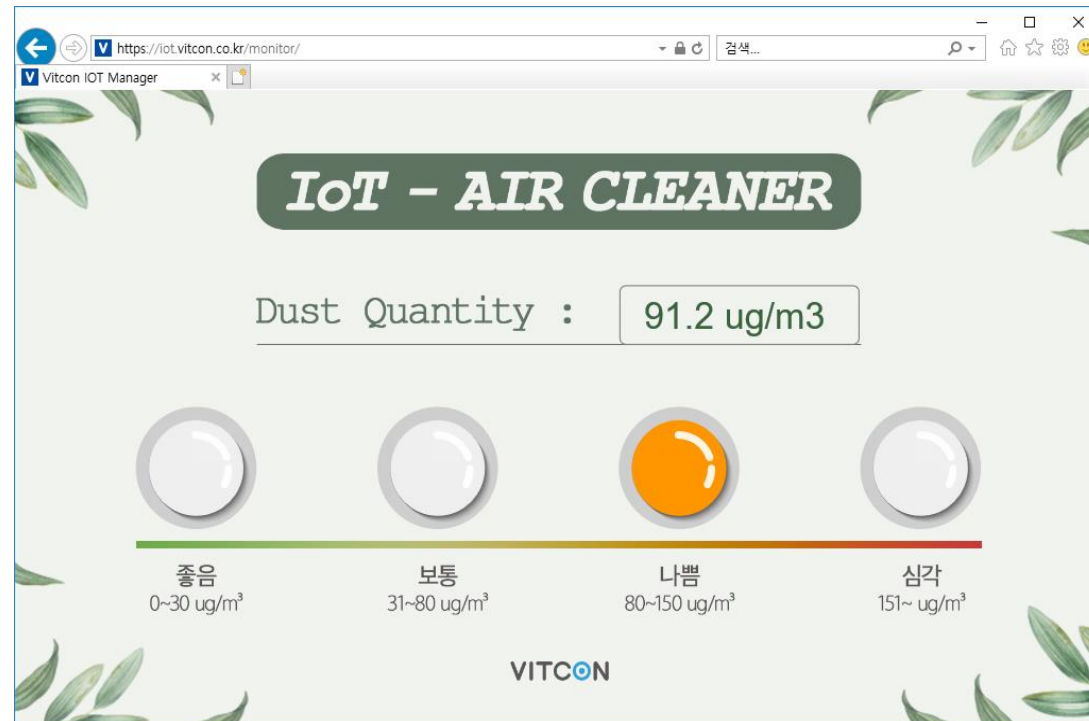 https://iot.vitcon.co.kr/monitor/
검색...
Vitcon IOT Manager
IoT - AIR CLEANER
Dust Quantity : 91.2 ug/m3
좋음 보통 나쁨 심각
0~30 ug/m³ 31~80 ug/m³ 80~150 ug/m³ 151~ ug/m³
VITCON